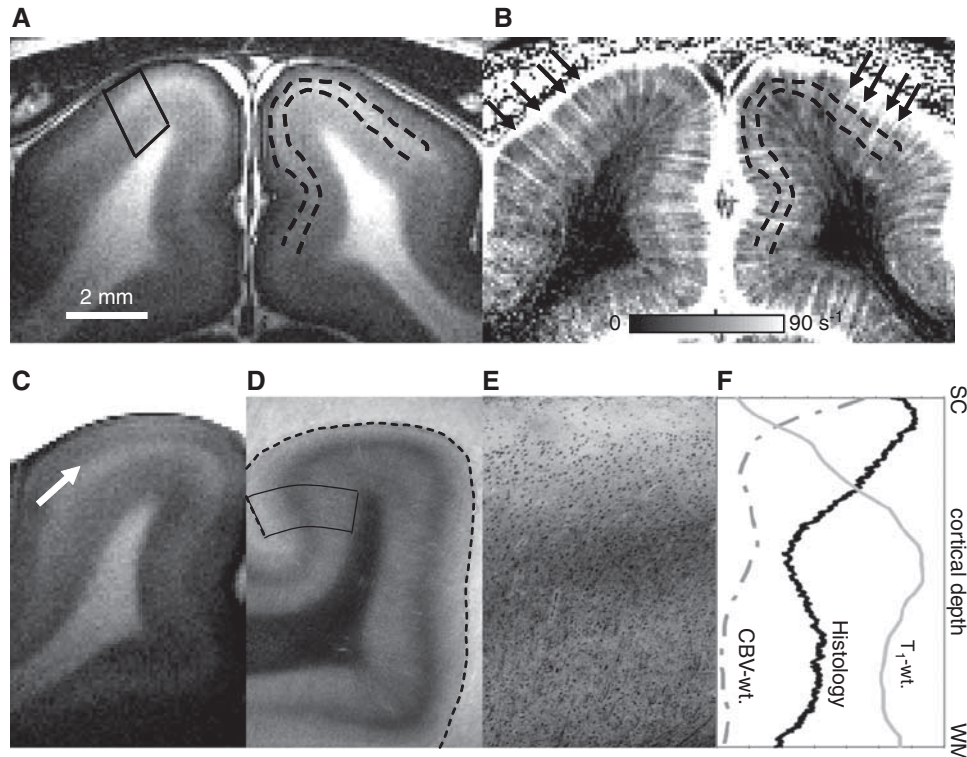 A
B
2 mm
0
90 s⁻¹
C
D
E
F
SC
cortical depth
WM
CBV-wt.
Histology
T₁-wt.